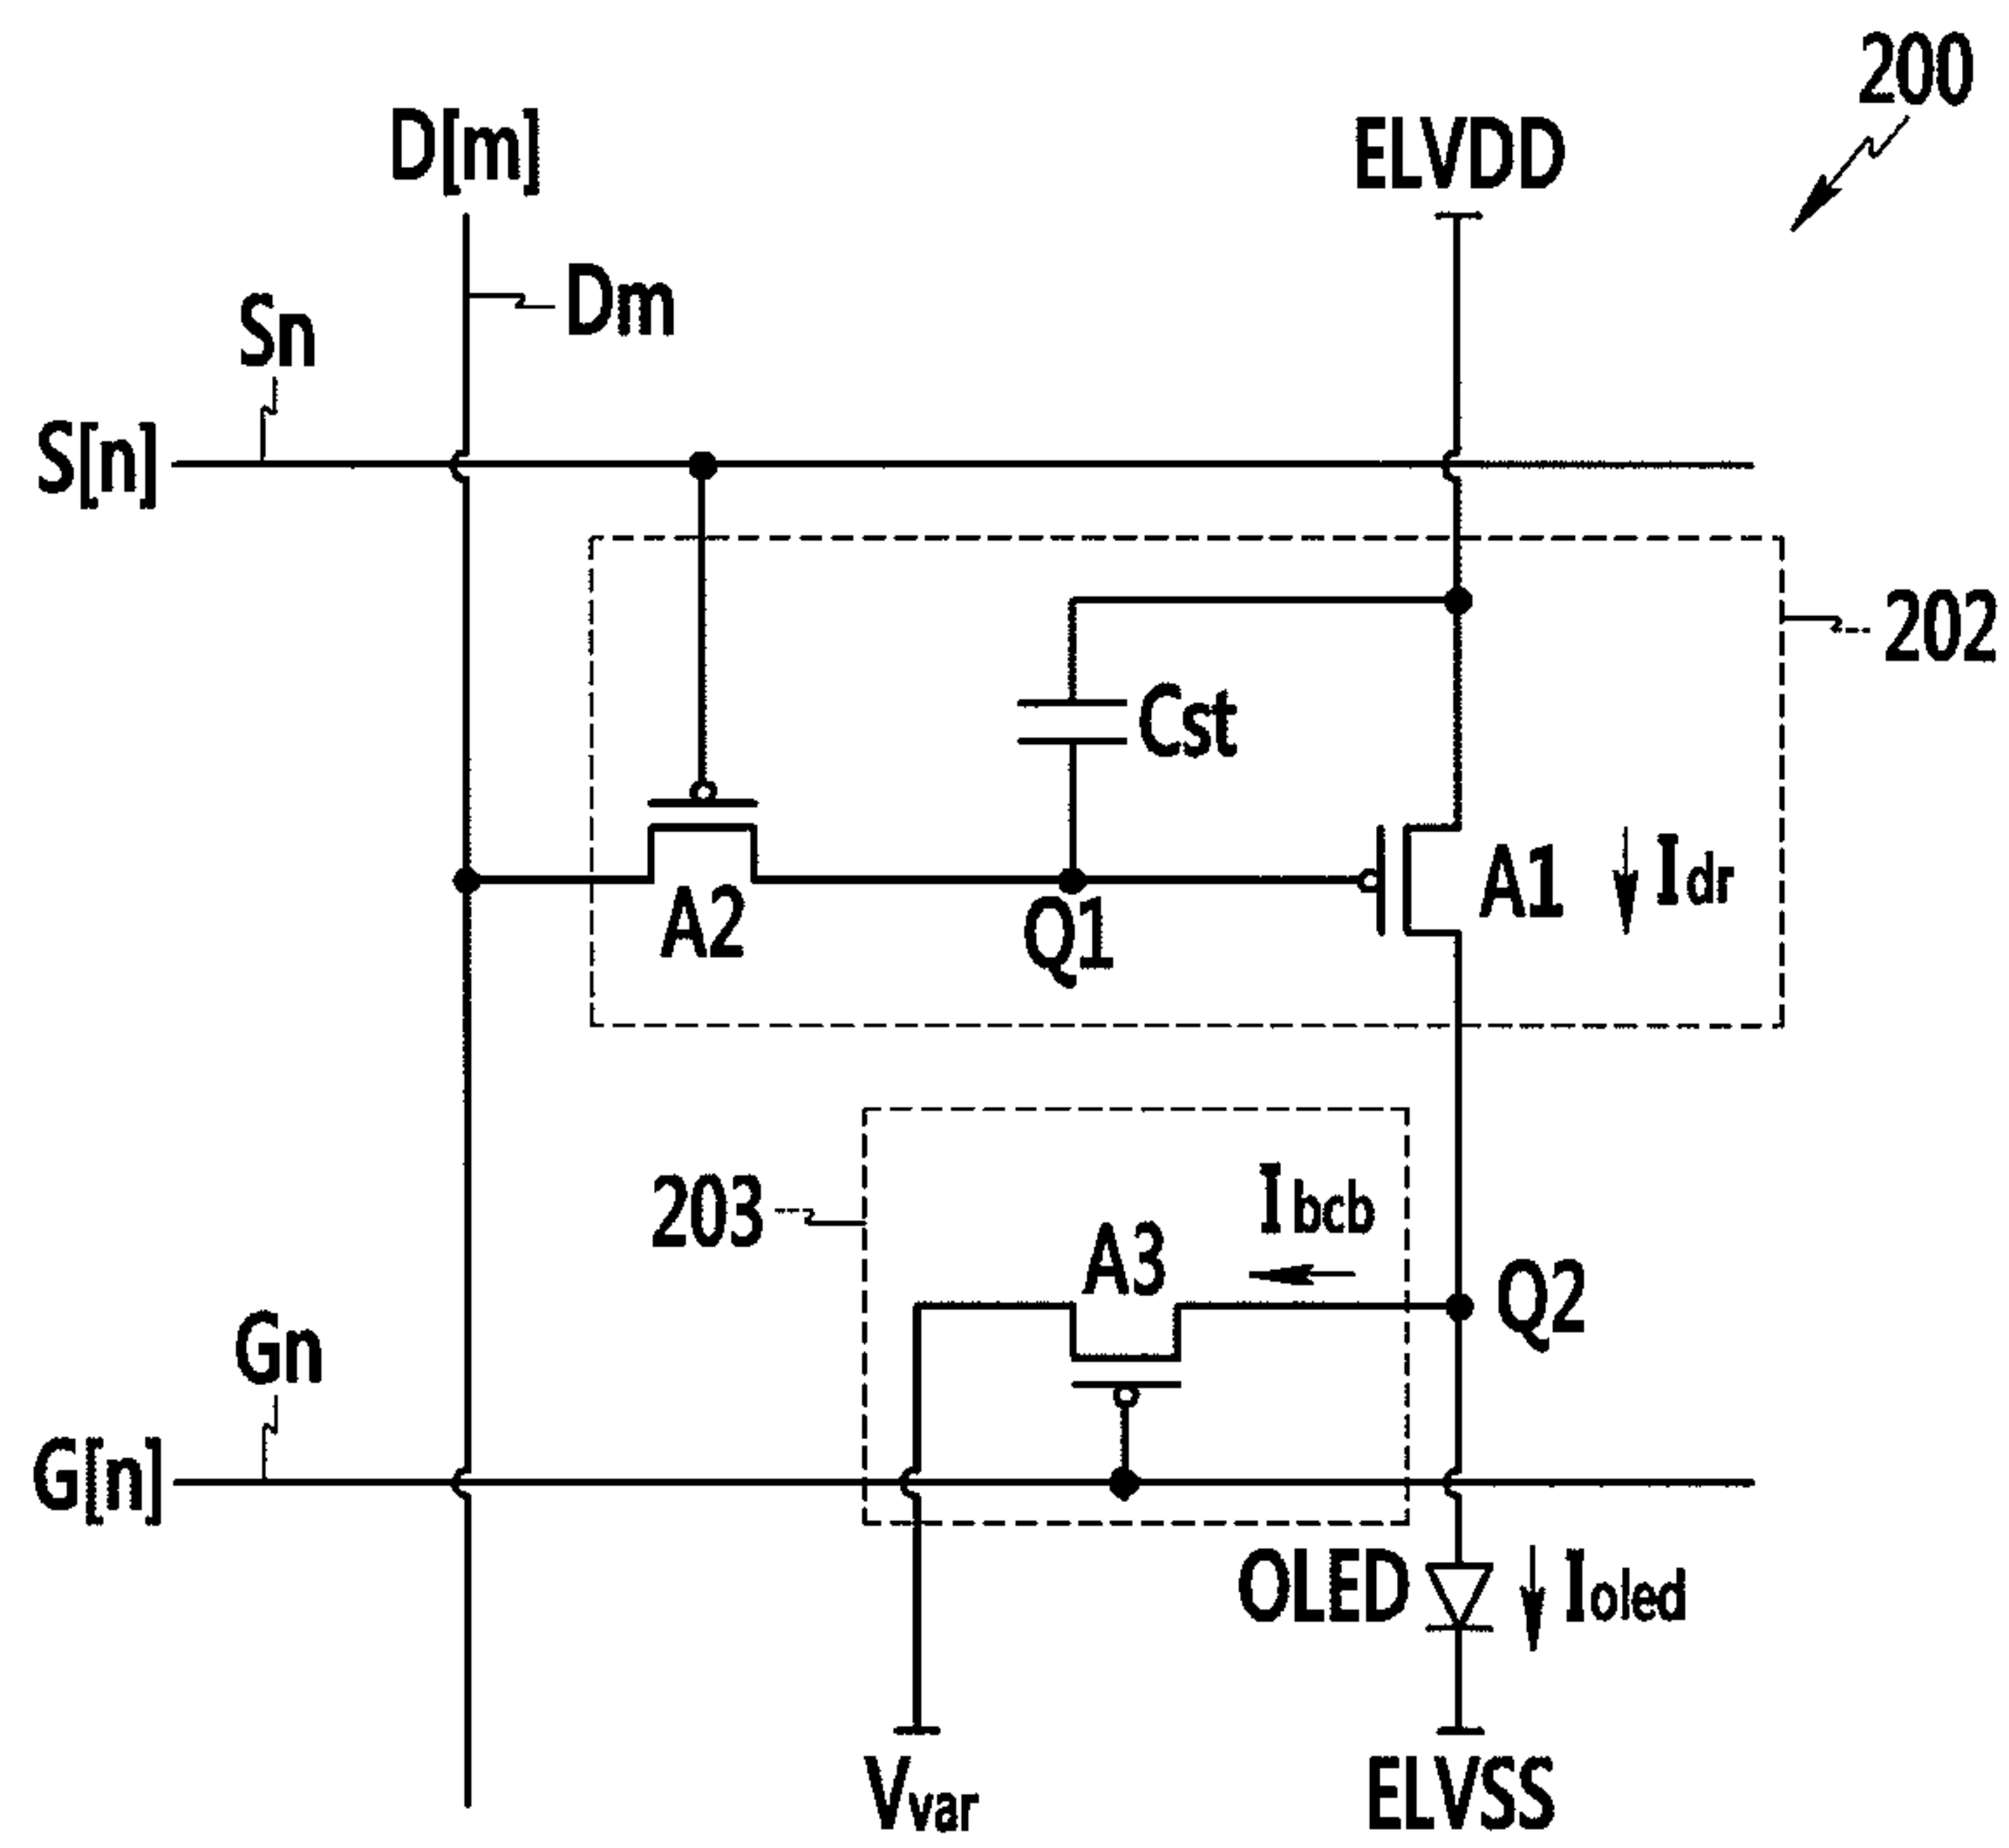 200
D[m]
ELVDD
Dm
Sn
S[n]
202
Cst
A2
Q1
A1
Idr
203
Ibcb
A3
Q2
Gn
G[n]
OLED
Ioled
Vvar
ELVSS